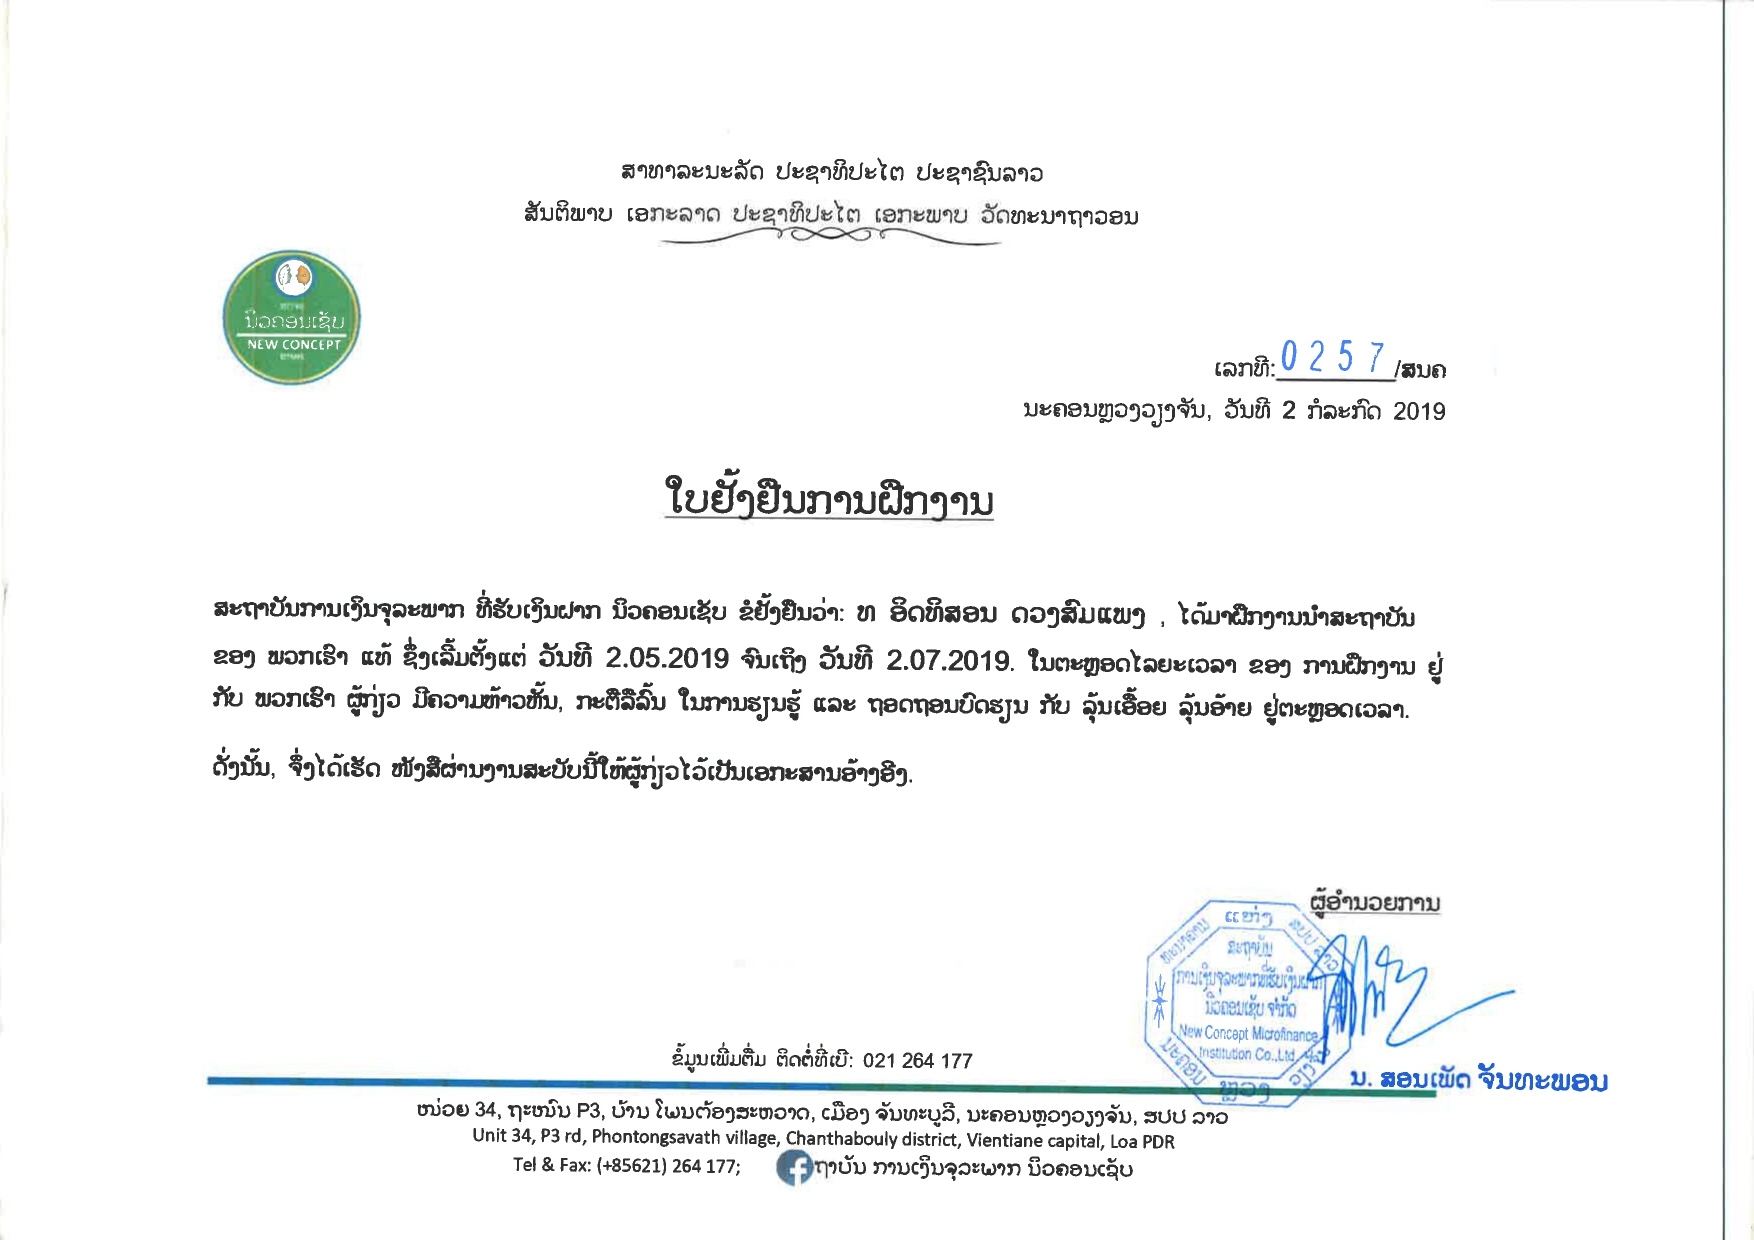 ສາທາລະນະລັດ ປະຊາທິປະໄຕ ປະຊາຊົນລາວ
ສັນຕິພາບ ເອກະລາດ ປະຊາທິປະໄຕ ເອກະພາບ ວັດທະນາຖາວອນ
ນິວຄອນເຊັບ
NEW CONCEPT
ເລກທີ: 0257 /ສນຄ
ນະຄອນຫຼວງວຽງຈັນ, ວັນທີ 2 ກໍລະກົດ 2019
ໃບຢັ້ງຢືນການຝຶກງານ
ສະຖາບັນການເງິນຈຸລະພາກ ທີ່ຮັບເງິນຝາກ ນິວຄອນເຊັບ ຂໍຢັ້ງຢືນວ່າ: ທ ອິດທິສອນ ດວງສົມແພງ , ໄດ້ມາຝຶກງານນຳສະຖາບັນ
ຂອງ ພວກເຮົາ ແທ້ ຊຶ່ງເລີ່ມຕັ້ງແຕ່ ວັນທີ 2.05.2019 ຈົນເຖິງ ວັນທີ 2.07.2019. ໃນຕະຫຼອດໄລຍະເວລາ ຂອງ ການຝຶກງານ ຢູ່
ກັບ ພວກເຮົາ ຜູ້ກ່ຽວ ມີຄວາມຫ້າວຫັນ, ກະຕືລືລົ້ນ ໃນການຮຽນຮູ້ ແລະ ຖອດຖອນບົດຮຽນ ກັບ ລຸ້ນເອື້ອຍ ລຸ້ນອ້າຍ ຢູ່ຕະຫຼອດເວລາ.
ດັ່ງນັ້ນ, ຈຶ່ງໄດ້ເຮັດ ໜັງສືຜ່ານງານສະບັບນີ້ໃຫ້ຜູ້ກ່ຽວໄວ້ເປັນເອກະສານອ້າງອີງ.
ຜູ້ອຳນວຍການ
ທະນາຄານ ແຫ່ງ ສປປ ລາວ
ສະຖາບັນ
ການເງິນຈຸລະພາກທີ່ຮັບເງິນຝາກ
ນິວຄອນເຊັບ ຈຳກັດ
New Concept Microfinance
Institution Co.,Ltd
ນະຄອນ ຫຼວງ ວຽງຈັນ
ນ. ສອນເພັດ ຈັນທະພອນ
ຂໍ້ມູນເພີ່ມຕື່ມ ຕິດຕໍ່ທີ່ເບີ: 021 264 177
ໜ່ວຍ 34, ຖະໜົນ P3, ບ້ານ ໂພນຕ້ອງສະຫວາດ, ເມືອງ ຈັນທະບູລີ, ນະຄອນຫຼວງວຽງຈັນ, ສປປ ລາວ
Unit 34, P3 rd, Phontongsavath village, Chanthabouly district, Vientiane capital, Loa PDR
Tel & Fax: (+85621) 264 177; ຖາບັນ ການເງິນຈຸລະພາກ ນິວຄອນເຊັບ